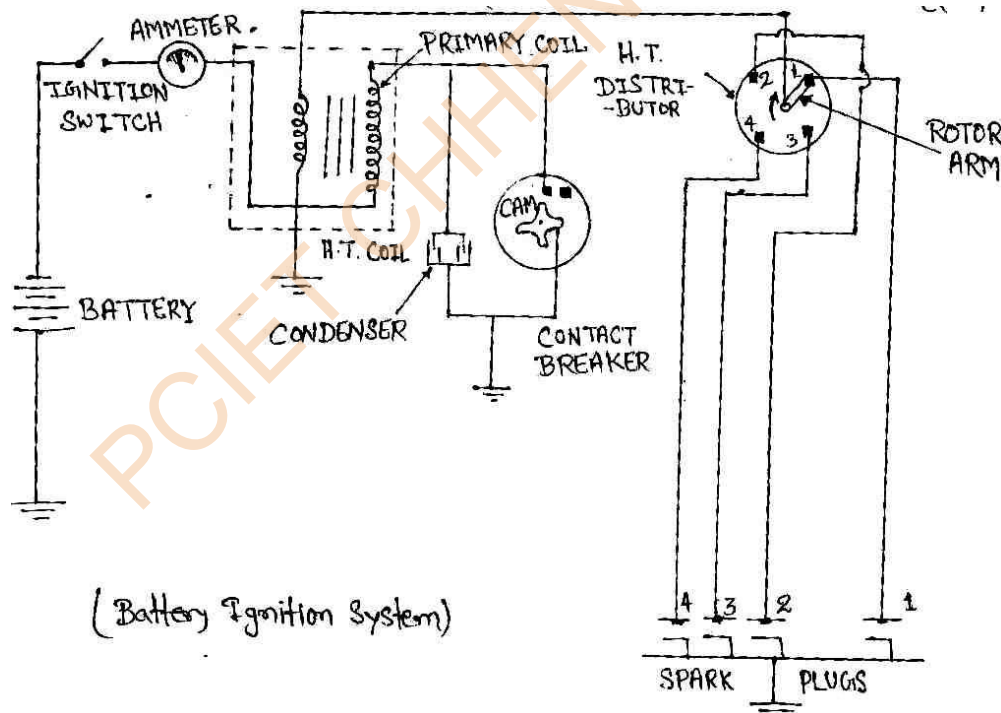 AMMETER.
IGNITION
SWITCH
PRIMARY COIL
H.T.
DISTRI-
-BUTOR
2
1
4
3
ROTOR
ARM
CAM
H.T. COIL
BATTERY
CONDENSER
CONTACT
BREAKER
PCIET CHHEN
(Battery Ignition System)
4
3
2
1
SPARK PLUGS